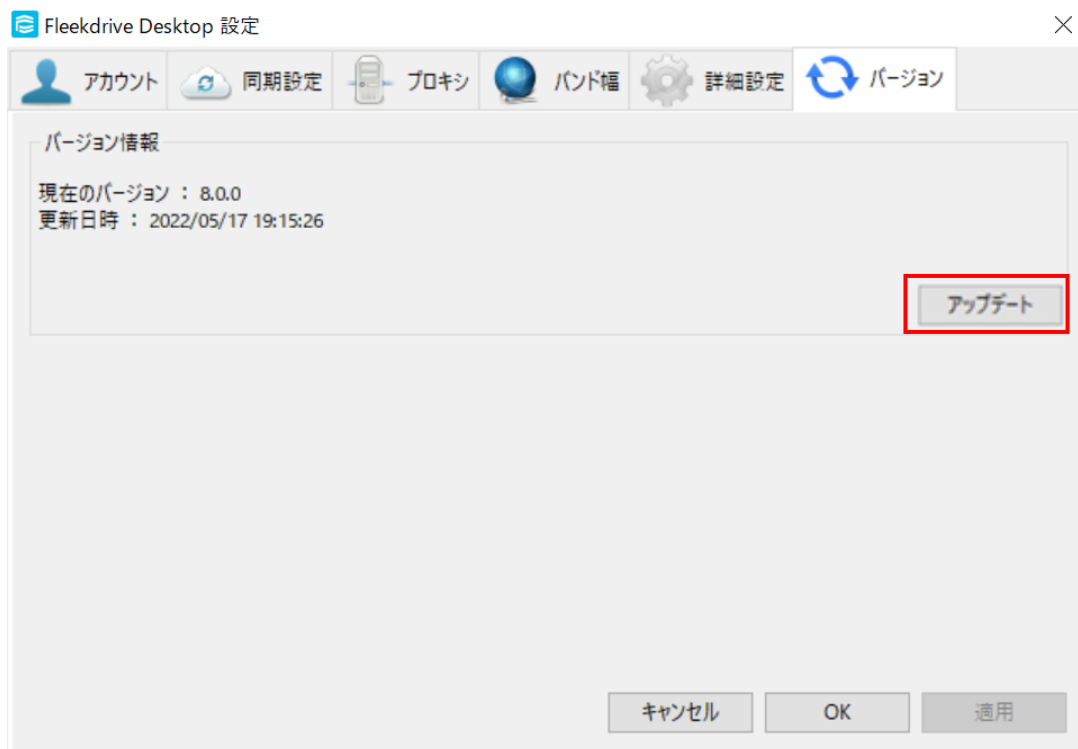 Fleekdrive Desktop 設定
アカウント 同期設定 プロキシ バンド幅 詳細設定 バージョン
バージョン情報
現在のバージョン : 8.0.0
更新日時 : 2022/05/17 19:15:26
アップデート
キャンセル OK 適用